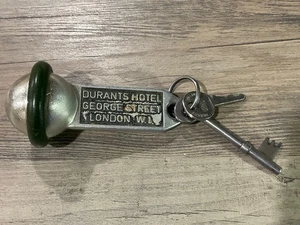 DURANTS HOTEL
GEORGE STREET
LONDON W.1.